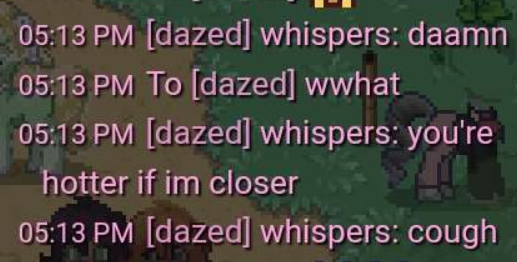 05:13 PM [dazed] whispers: daamn
05:13 PM To [dazed] wwhat
05:13 PM [dazed] whispers: you're
hotter if im closer
05:13 PM [dazed] whispers: cough